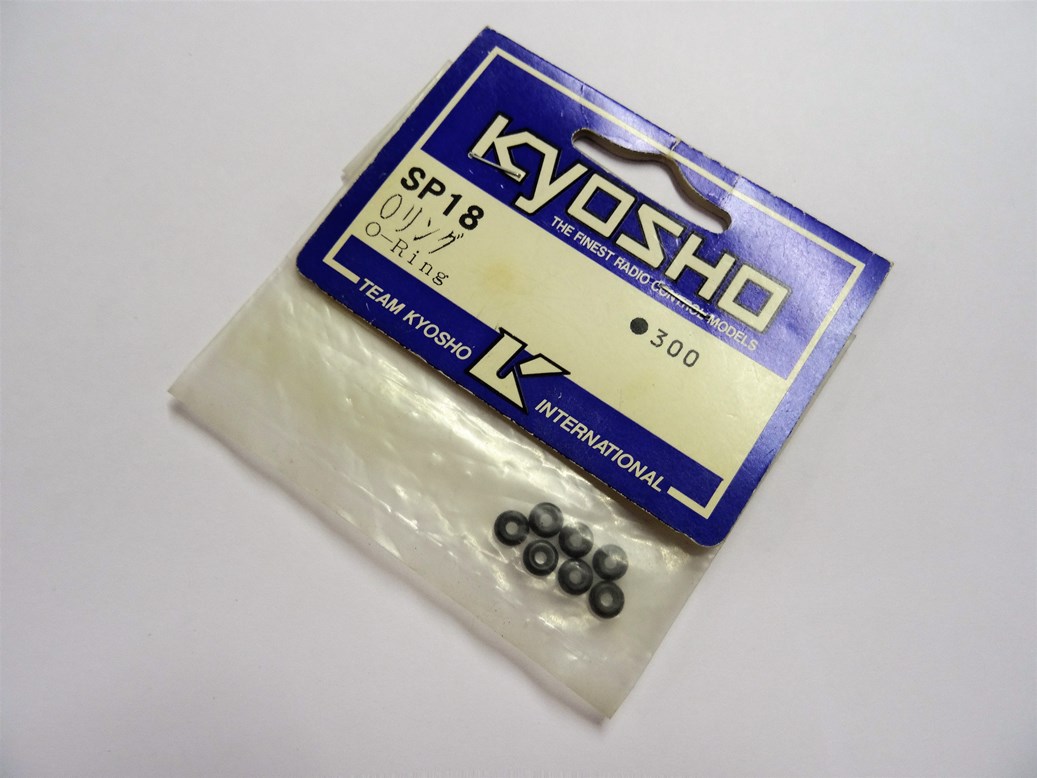 KYOSHO
THE FINEST RADIO CONTROL MODELS
SP18
Oリング
O-Ring
●300
TEAM KYOSHO K INTERNATIONAL